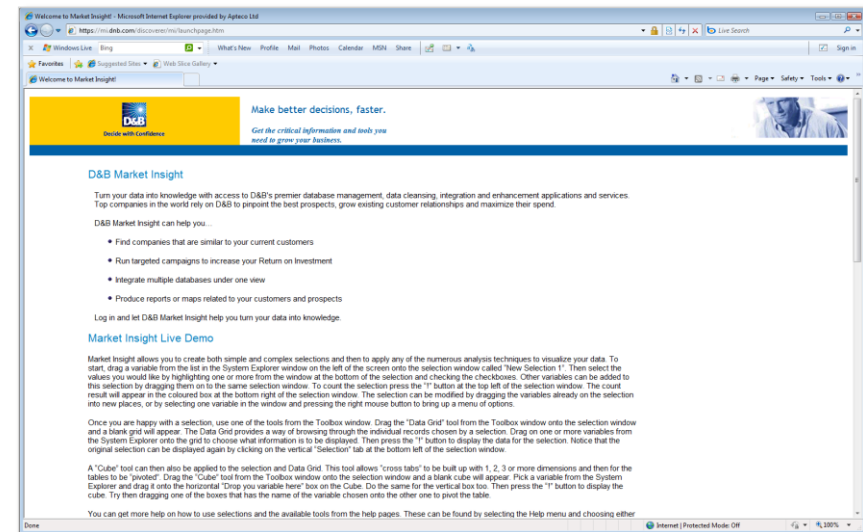 Welcome to Market Insight! - Microsoft Internet Explorer provided by Apteco Ltd
https://mi.dnb.com/discoverer/mi/launchpage.htm
Live Search
Windows Live Bing What's New Profile Mail Photos Calendar MSN Share Sign in
Favorites Suggested Sites Web Slice Gallery
Welcome to Market Insight! Page Safety Tools
D&B
Decide with Confidence
Make better decisions, faster.
Get the critical information and tools you
need to grow your business.
D&B Market Insight
Turn your data into knowledge with access to D&B's premier database management, data cleansing, integration and enhancement applications and services.
Top companies in the world rely on D&B to pinpoint the best prospects, grow existing customer relationships and maximize their spend.
D&B Market Insight can help you...
• Find companies that are similar to your current customers
• Run targeted campaigns to increase your Return on Investment
• Integrate multiple databases under one view
• Produce reports or maps related to your customers and prospects
Log in and let D&B Market Insight help you turn your data into knowledge.
Market Insight Live Demo
Market Insight allows you to create both simple and complex selections and then to apply any of the numerous analysis techniques to visualize your data. To
start, drag a variable from the list in the System Explorer window on the left of the screen onto the selection window called "New Selection 1". Then select the
values you would like by highlighting one or more from the window at the bottom of the selection and checking the checkboxes. Other variables can be added to
this selection by dragging them on to the same selection window. To count the selection press the "!" button at the top left of the selection window. The count
result will appear in the coloured box at the bottom right of the selection window. The selection can be modified by dragging the variables already on the selection
into new places, or by selecting one variable in the window and pressing the right mouse button to bring up a menu of options.
Once you are happy with a selection, use one of the tools from the Toolbox window. Drag the "Data Grid" tool from the Toolbox window onto the selection window
and a blank grid will appear. The Data Grid provides a way of browsing through the individual records chosen by a selection. Drag on one or more variables from
the System Explorer onto the grid to choose what information is to be displayed. Then press the "!" button to display the data for the selection. Notice that the
original selection can be displayed again by clicking on the vertical "Selection" tab at the bottom left of the selection window.
A "Cube" tool can then also be applied to the selection and Data Grid. This tool allows "cross tabs" to be built up with 1, 2, 3 or more dimensions and then for the
tables to be "pivoted". Drag the "Cube" tool from the Toolbox window onto the selection window and a blank cube will appear. Pick a variable from the System
Explorer and drag it onto the horizontal "Drop you variable here" box on the Cube. Do the same for the vertical box too. Then press the "!" button to display the
cube. Try then dragging one of the boxes that has the name of the variable chosen onto the other one to pivot the table.
You can get more help on how to use selections and the available tools from the help pages. These can be found by selecting the Help menu and choosing either
Done Internet | Protected Mode: Off 100%